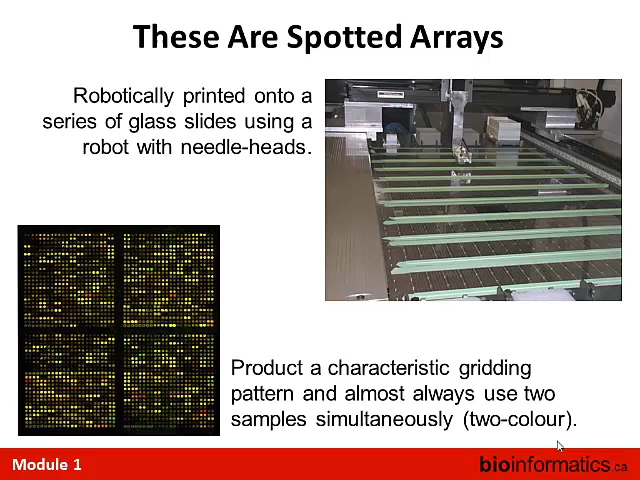 These Are Spotted Arrays
Robotically printed onto a
series of glass slides using a
robot with needle-heads.
Product a characteristic gridding
pattern and almost always use two
samples simultaneously (two-colour).
Module 1
bioinformatics.ca